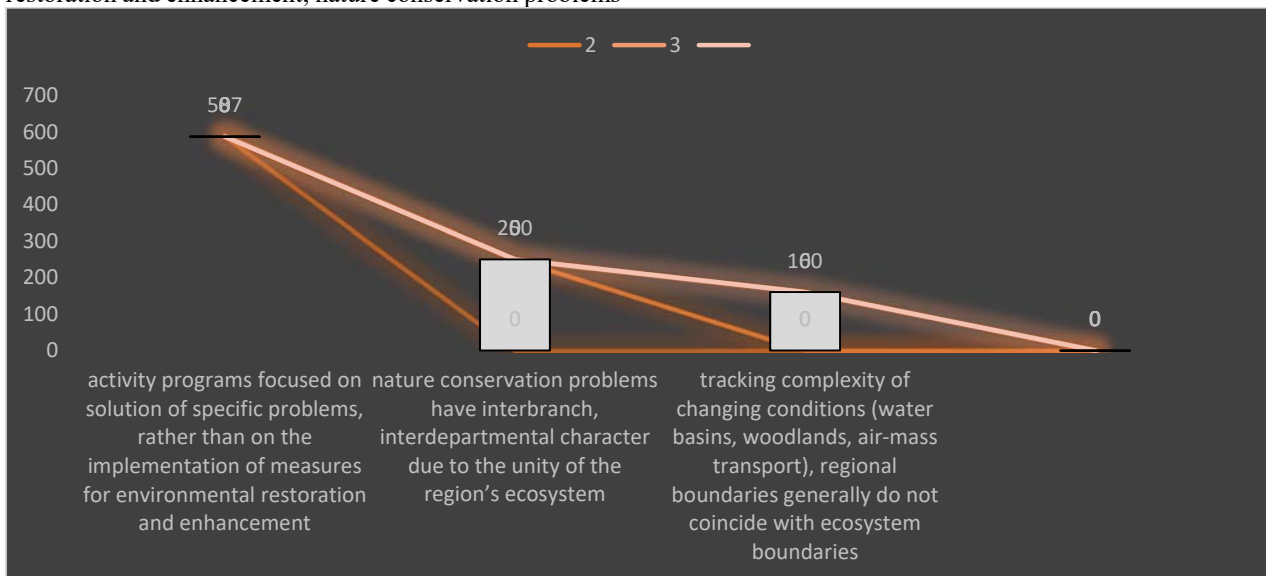 restoration and enhancement, nature conservation problems
2 3
700
600
500
400
300
200
100
0
0
0
0
activity programs focused on
solution of specific problems,
rather than on the
implementation of measures
for environmental restoration
and enhancement
nature conservation problems
have interbranch,
interdepartmental character
due to the unity of the
region's ecosystem
tracking complexity of
changing conditions (water
basins, woodlands, air-mass
transport), regional
boundaries generally do not
coincide with ecosystem
boundaries